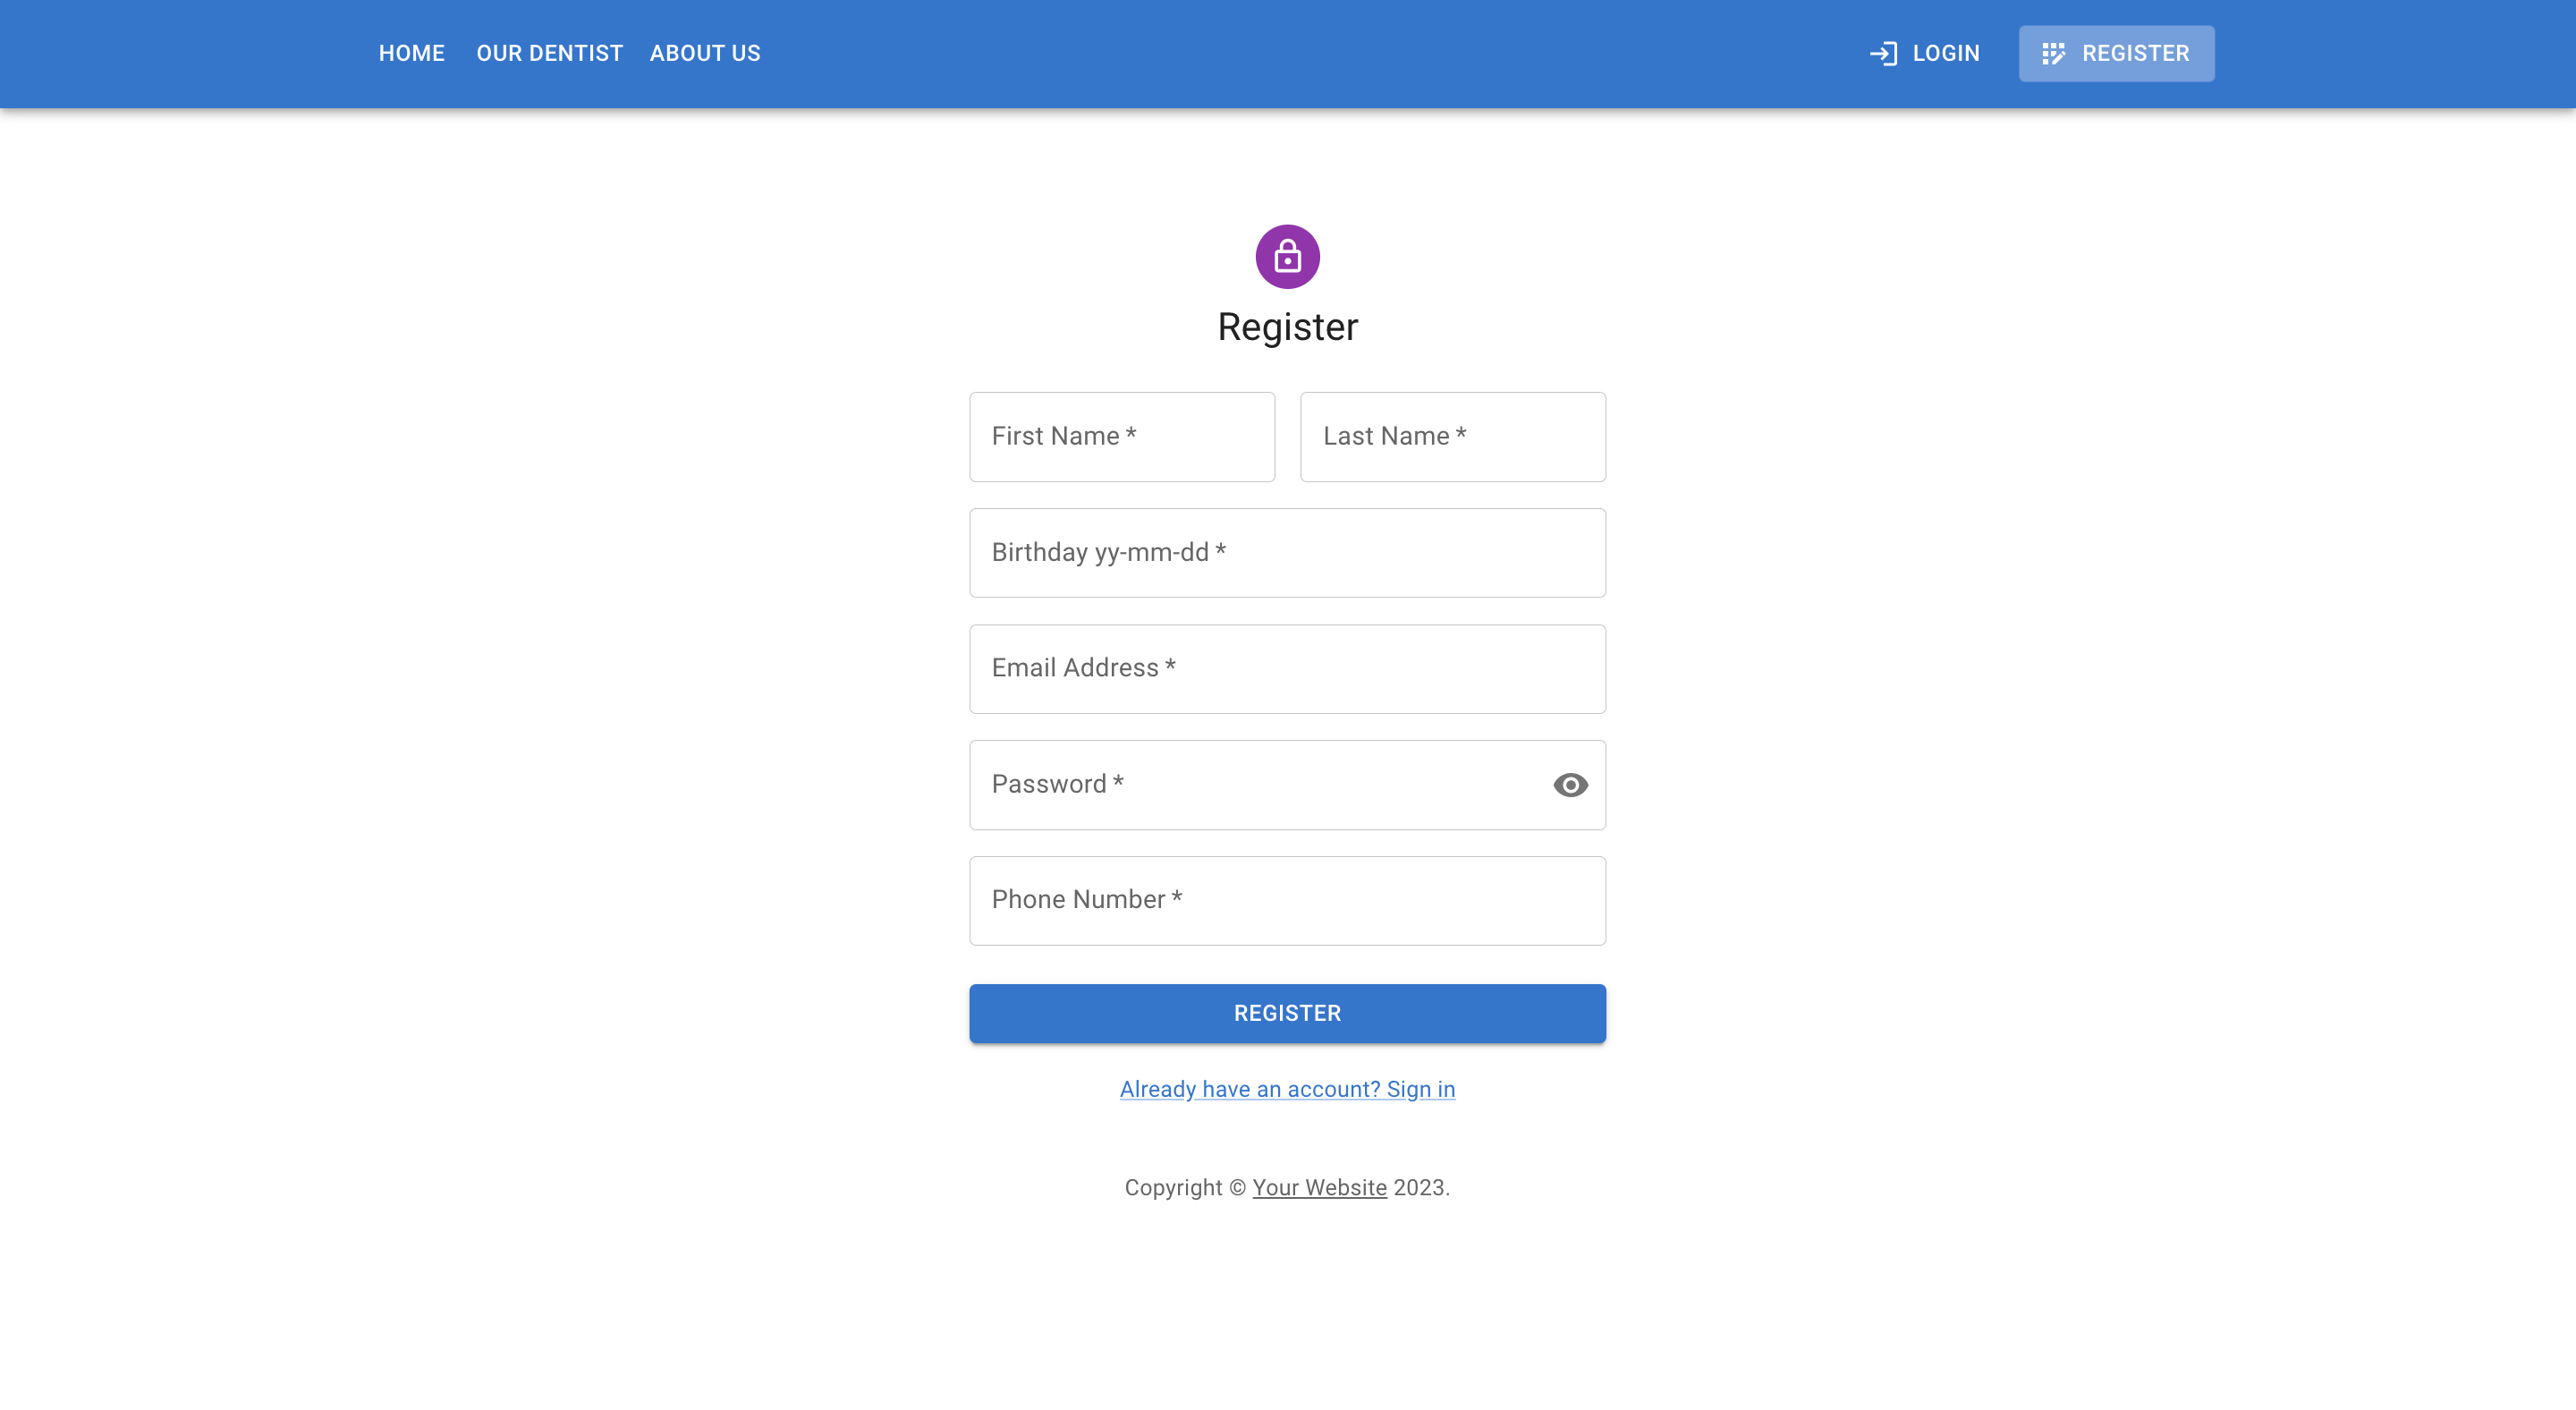 HOME OUR DENTIST ABOUT US LOGIN REGISTER
Register
First Name * Last Name *
Birthday yy-mm-dd *
Email Address *
Password *
Phone Number *
REGISTER
Already have an account? Sign in
Copyright © Your Website 2023.